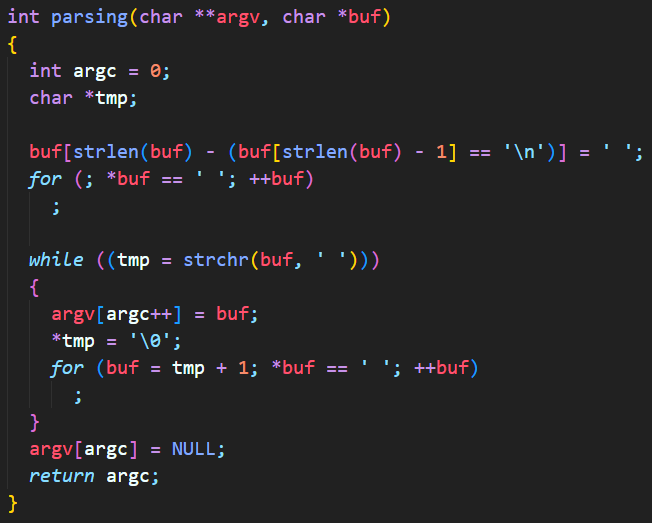 int parsing(char **argv, char *buf)
{
  int argc = 0;
  char *tmp;

  buf[strlen(buf) - (buf[strlen(buf) - 1] == '\n')] = ' ';
  for (; *buf == ' '; ++buf)
    ;

  while ((tmp = strchr(buf, ' ')))
  {
    argv[argc++] = buf;
    *tmp = '\0';
    for (buf = tmp + 1; *buf == ' '; ++buf)
      ;
  }
  argv[argc] = NULL;
  return argc;
}